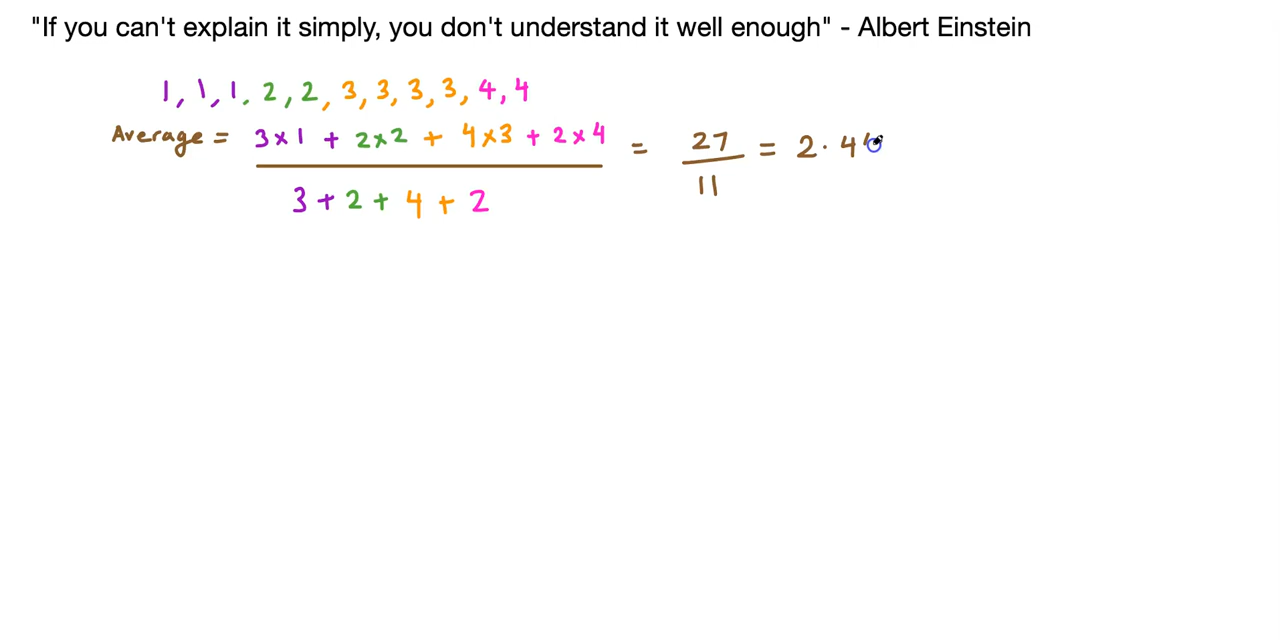 "If you can't explain it simply, you don't understand it well enough" - Albert Einstein
1, 1, 1, 2, 2, 3, 3, 3, 3, 4, 4
Average = 3×1 + 2×2 + 4×3 + 2×4 = 27 = 2.4
3 + 2 + 4 + 2 11